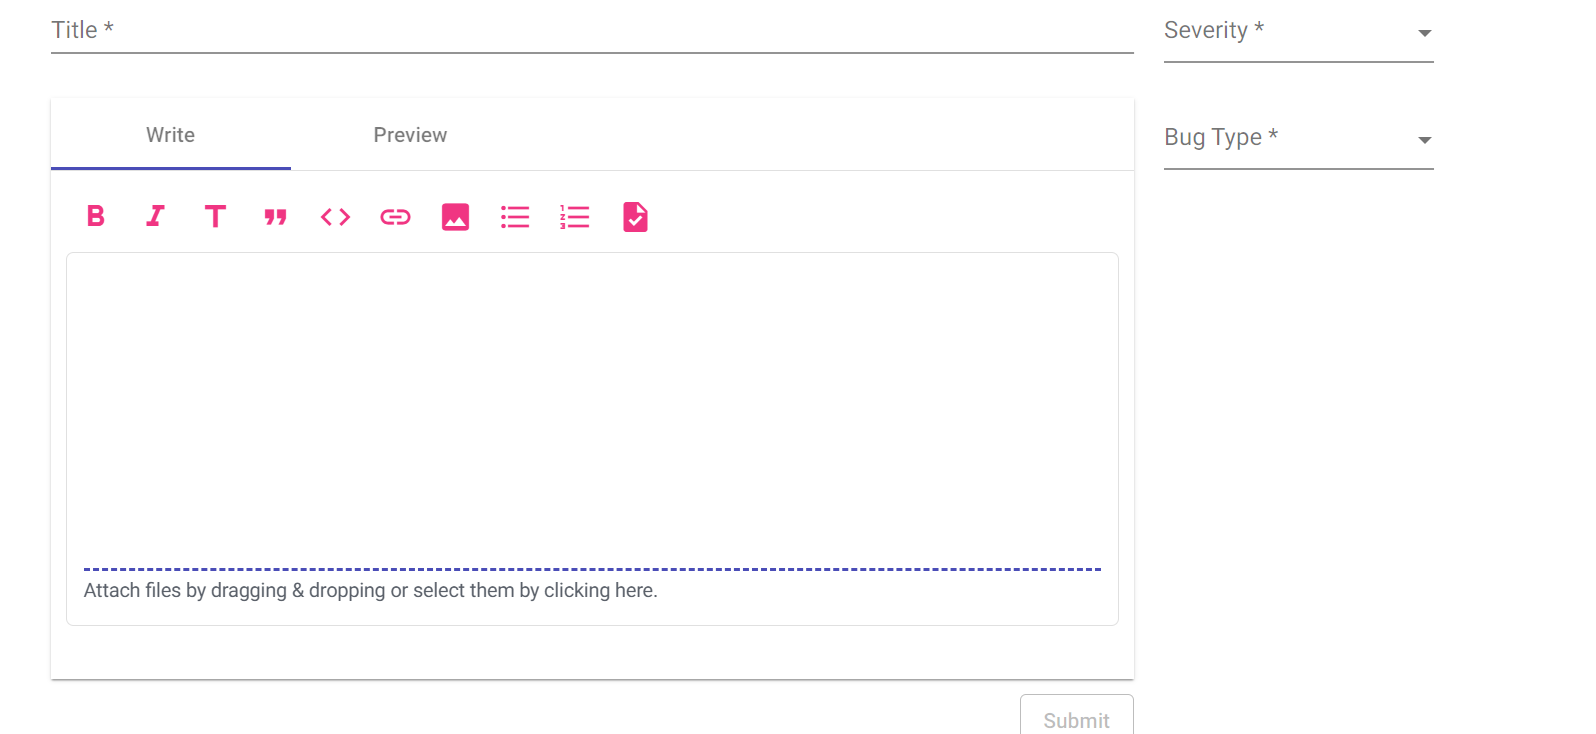 Title *
Severity *
Write
Preview
Bug Type *
Attach files by dragging & dropping or select them by clicking here.
Submit